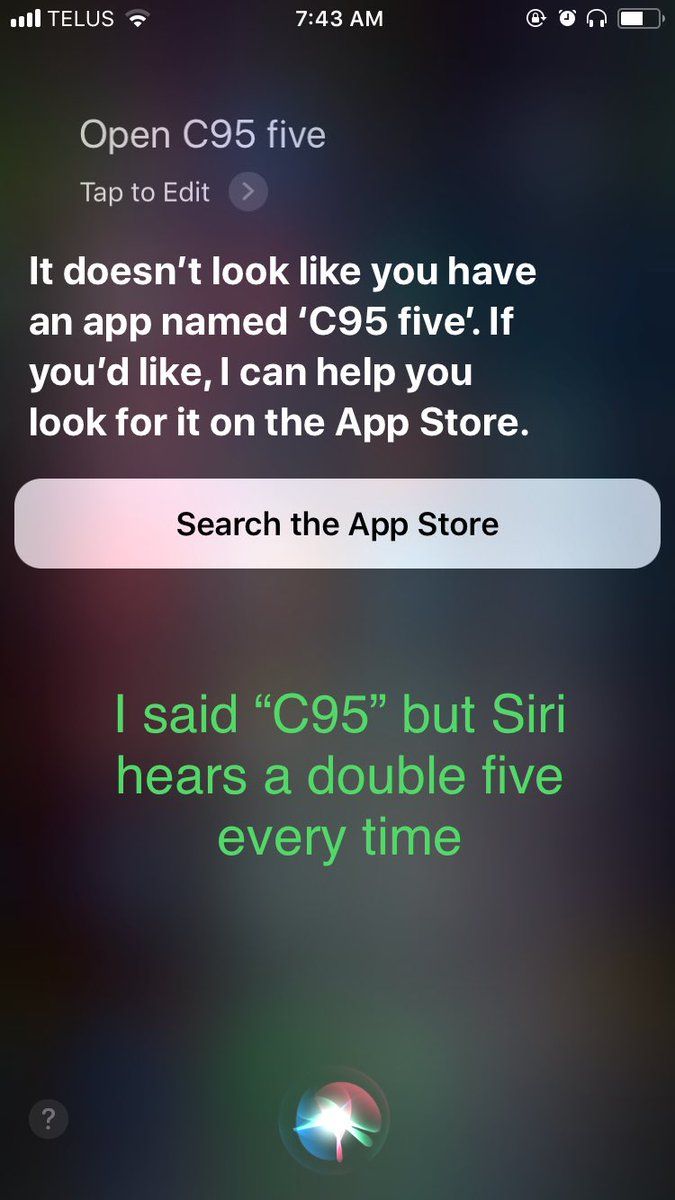 TELUS 7:43 AM
Open C95 five
Tap to Edit
It doesn’t look like you have
an app named ‘C95 five’. If
you’d like, I can help you
look for it on the App Store.
Search the App Store
I said “C95” but Siri
hears a double five
every time
?